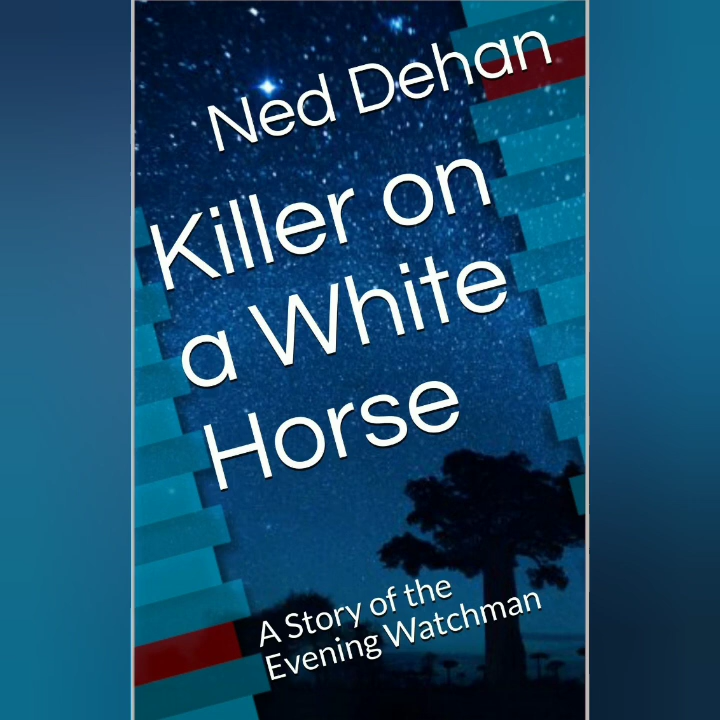 Ned Dehan
Killer on
a White
Horse
A Story of the
Evening Watchman